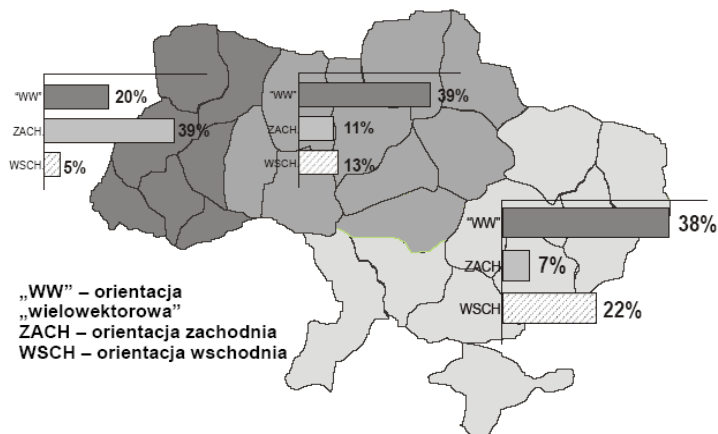 "WW" 20%
ZACH. 39%
WSCH. 5%
"WW" 39%
ZACH. 11%
WSCH. 13%
"WW" 38%
ZACH 7%
WSCH 22%
„WW” – orientacja
„wielowektorowa”
ZACH – orientacja zachodnia
WSCH – orientacja wschodnia